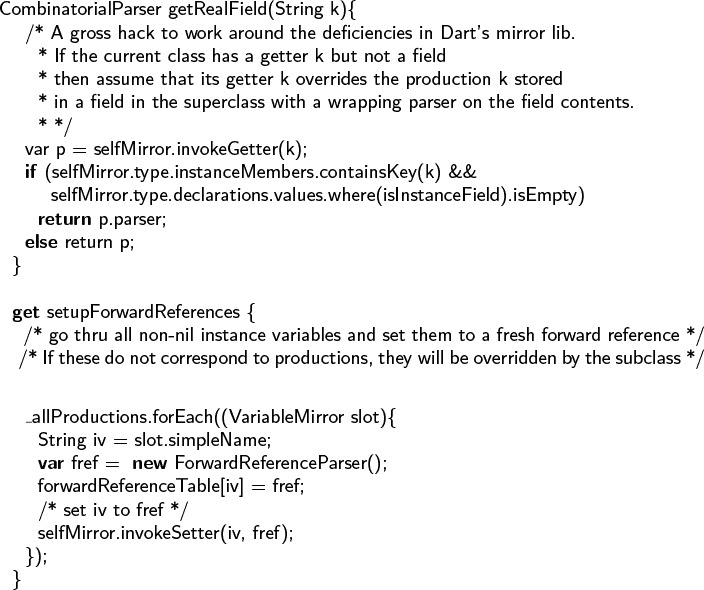 CombinatorialParser getRealField(String k){
/* A gross hack to work around the deficiencies in Dart's mirror lib.
* If the current class has a getter k but not a field
* then assume that its getter k overrides the production k stored
* in a field in the superclass with a wrapping parser on the field contents.
* */
var p = selfMirror.invokeGetter(k);
if (selfMirror.type.instanceMembers.containsKey(k) &&
selfMirror.type.declarations.values.where(isInstanceField).isEmpty)
return p.parser;
else return p;
}
get setupForwardReferences {
/* go thru all non-nil instance variables and set them to a fresh forward reference */
/* If these do not correspond to productions, they will be overridden by the subclass */
_allProductions.forEach((VariableMirror slot){
String iv = slot.simpleName;
var fref = new ForwardReferenceParser();
forwardReferenceTable[iv] = fref;
/* set iv to fref */
selfMirror.invokeSetter(iv, fref);
});
}